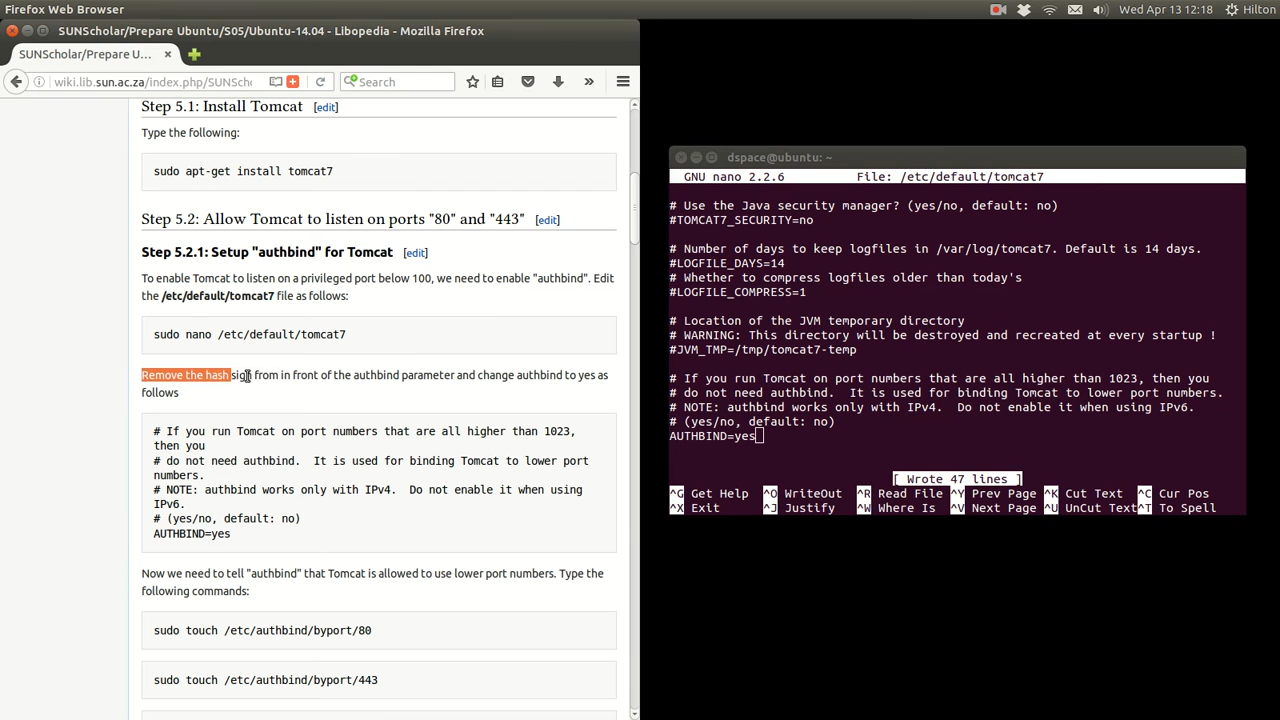 Firefox Web Browser
Wed Apr 13 12:18 Hilton
SUNScholar/Prepare Ubuntu/S05/Ubuntu-14.04 - Libopedia - Mozilla Firefox
SUNScholar/Prepare U...
wiki.lib.sun.ac.za/index.php/SUNSch
Search
Step 5.1: Install Tomcat [edit]
Type the following:
sudo apt-get install tomcat7
Step 5.2: Allow Tomcat to listen on ports "80" and "443" [edit]
Step 5.2.1: Setup "authbind" for Tomcat [edit]
To enable Tomcat to listen on a privileged port below 100, we need to enable "authbind". Edit
the /etc/default/tomcat7 file as follows:
sudo nano /etc/default/tomcat7
Remove the hash sign from in front of the authbind parameter and change authbind to yes as
follows
# If you run Tomcat on port numbers that are all higher than 1023,
then you
# do not need authbind.  It is used for binding Tomcat to lower port
numbers.
# NOTE: authbind works only with IPv4.  Do not enable it when using
IPv6.
# (yes/no, default: no)
AUTHBIND=yes
Now we need to tell "authbind" that Tomcat is allowed to use lower port numbers. Type the
following commands:
sudo touch /etc/authbind/byport/80
sudo touch /etc/authbind/byport/443
dspace@ubuntu: ~
GNU nano 2.2.6 File: /etc/default/tomcat7
# Use the Java security manager? (yes/no, default: no)
#TOMCAT7_SECURITY=no
# Number of days to keep logfiles in /var/log/tomcat7. Default is 14 days.
#LOGFILE_DAYS=14
# Whether to compress logfiles older than today's
#LOGFILE_COMPRESS=1
# Location of the JVM temporary directory
# WARNING: This directory will be destroyed and recreated at every startup !
#JVM_TMP=/tmp/tomcat7-temp
# If you run Tomcat on port numbers that are all higher than 1023, then you
# do not need authbind.  It is used for binding Tomcat to lower port numbers.
# NOTE: authbind works only with IPv4.  Do not enable it when using IPv6.
# (yes/no, default: no)
AUTHBIND=yes
[ Wrote 47 lines ]
^G Get Help ^O WriteOut ^R Read File ^Y Prev Page ^K Cut Text ^C Cur Pos
^X Exit ^J Justify ^W Where Is ^V Next Page ^U UnCut Text ^T To Spell